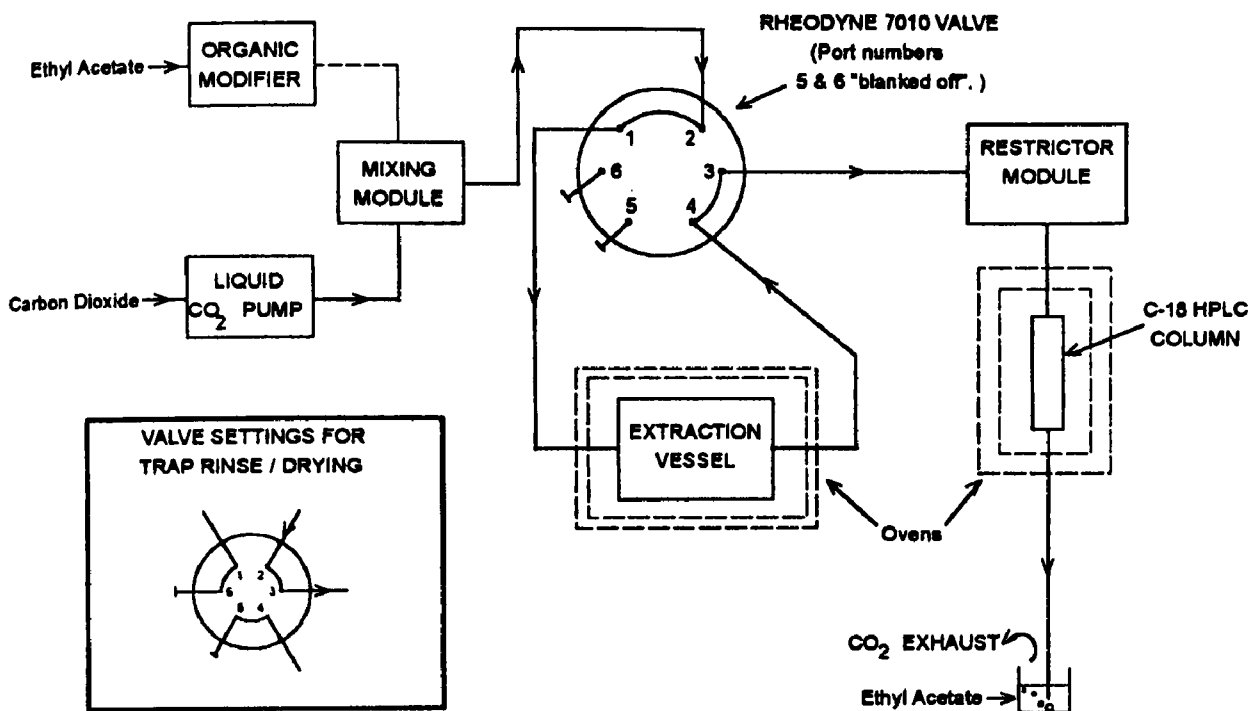 RHEODYNE 7010 VALVE
(Port numbers
5 & 6 "blanked off". )
Ethyl Acetate
ORGANIC
MODIFIER
MIXING
MODULE
Carbon Dioxide
LIQUID
CO2 PUMP
1
2
3
4
5
6
RESTRICTOR
MODULE
C-18 HPLC
COLUMN
EXTRACTION
VESSEL
Ovens
VALVE SETTINGS FOR
TRAP RINSE / DRYING
1
2
6
3
5
4
CO2 EXHAUST
Ethyl Acetate